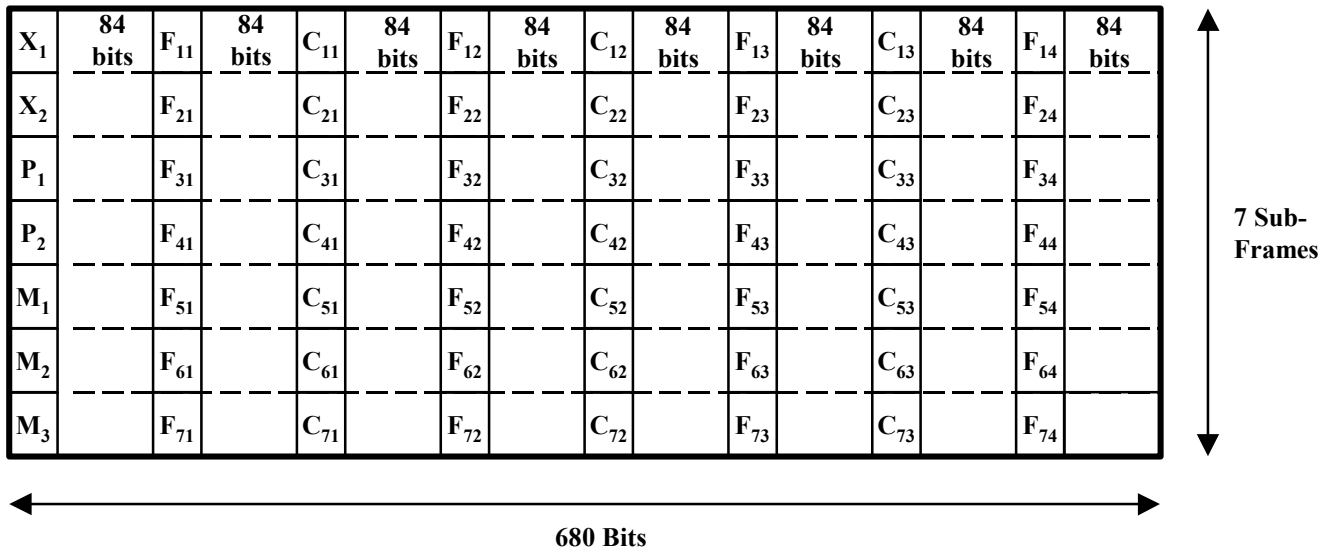 X₁ 84 bits F₁₁ 84 bits C₁₁ 84 bits F₁₂ 84 bits C₁₂ 84 bits F₁₃ 84 bits C₁₃ 84 bits F₁₄ 84 bits
X₂ F₂₁ C₂₁ F₂₂ C₂₂ F₂₃ C₂₃ F₂₄
P₁ F₃₁ C₃₁ F₃₂ C₃₂ F₃₃ C₃₃ F₃₄
P₂ F₄₁ C₄₁ F₄₂ C₄₂ F₄₃ C₄₃ F₄₄
M₁ F₅₁ C₅₁ F₅₂ C₅₂ F₅₃ C₅₃ F₅₄
M₂ F₆₁ C₆₁ F₆₂ C₆₂ F₆₃ C₆₃ F₆₄
M₃ F₇₁ C₇₁ F₇₂ C₇₂ F₇₃ C₇₃ F₇₄
7 Sub-
Frames
680 Bits